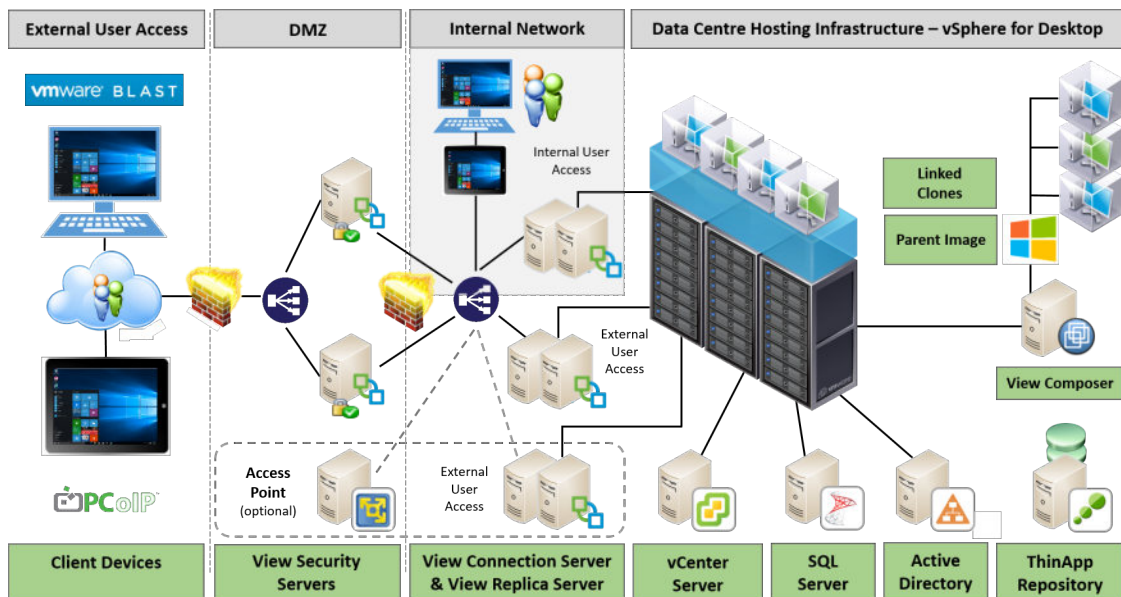 External User Access
DMZ
Internal Network
Data Centre Hosting Infrastructure – vSphere for Desktop
vmware® BLAST
Internal User
Access
Linked
Clones
Parent Image
External
User
Access
View Composer
Access
Point
(optional)
External
User
Access
PCoIP™
Client Devices
View Security
Servers
View Connection Server
& View Replica Server
vCenter
Server
SQL
Server
Active
Directory
ThinApp
Repository